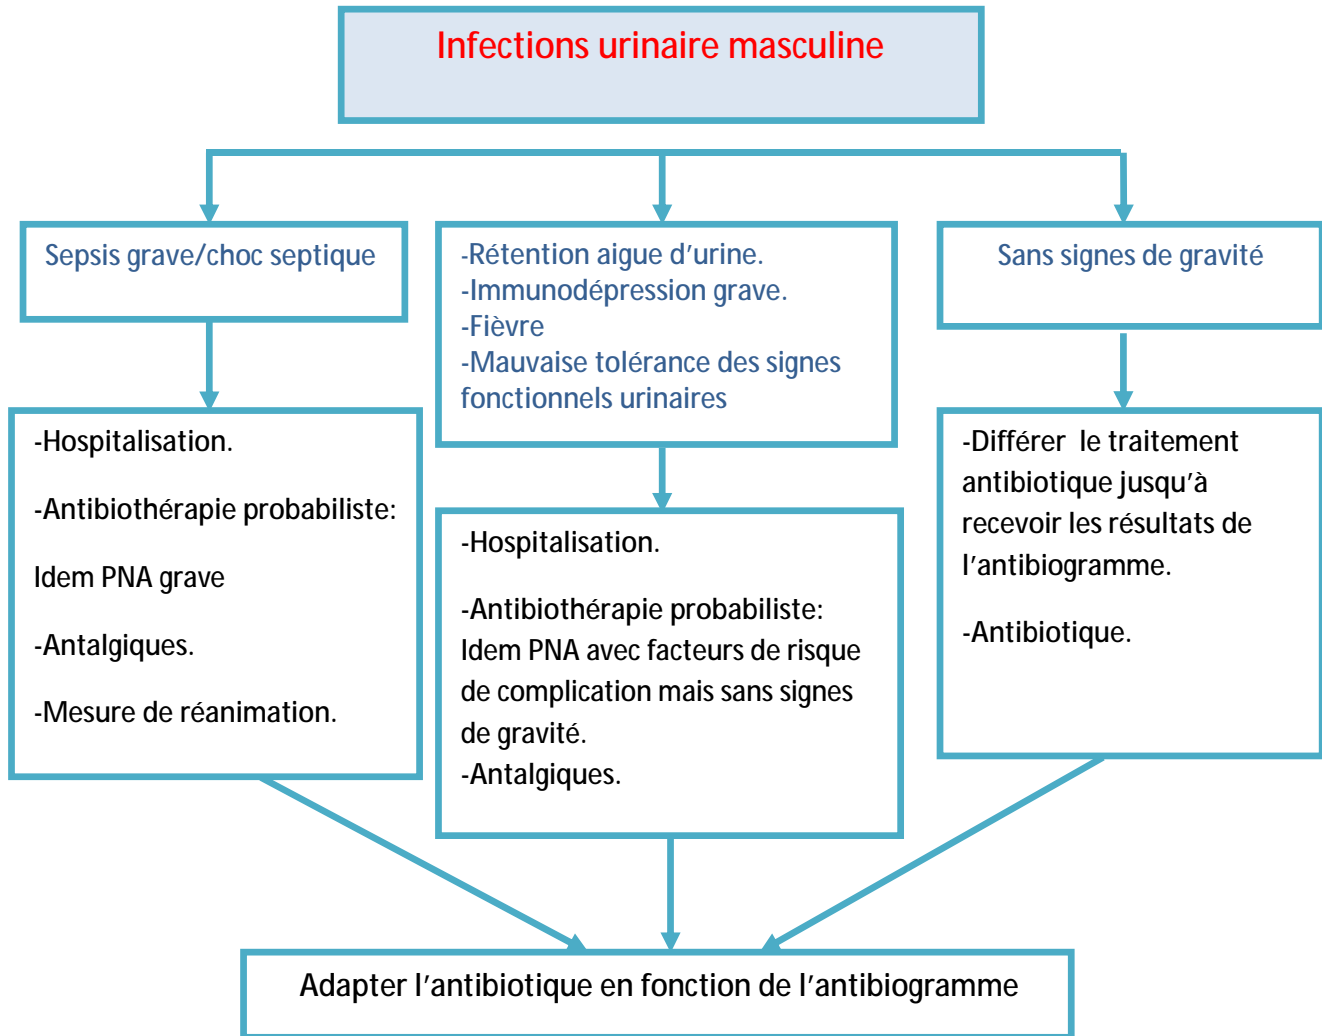 Infections urinaire masculine
Sepsis grave/choc septique
-Rétention aigue d'urine.
-Immunodépression grave.
-Fièvre
-Mauvaise tolérance des signes
fonctionnels urinaires
Sans signes de gravité
-Hospitalisation.
-Antibiothérapie probabiliste:
Idem PNA grave
-Antalgiques.
-Mesure de réanimation.
-Hospitalisation.
-Antibiothérapie probabiliste:
Idem PNA avec facteurs de risque
de complication mais sans signes
de gravité.
-Antalgiques.
-Différer le traitement
antibiotique jusqu'à
recevoir les résultats de
l'antibiogramme.
-Antibiotique.
Adapter l'antibiotique en fonction de l'antibiogramme